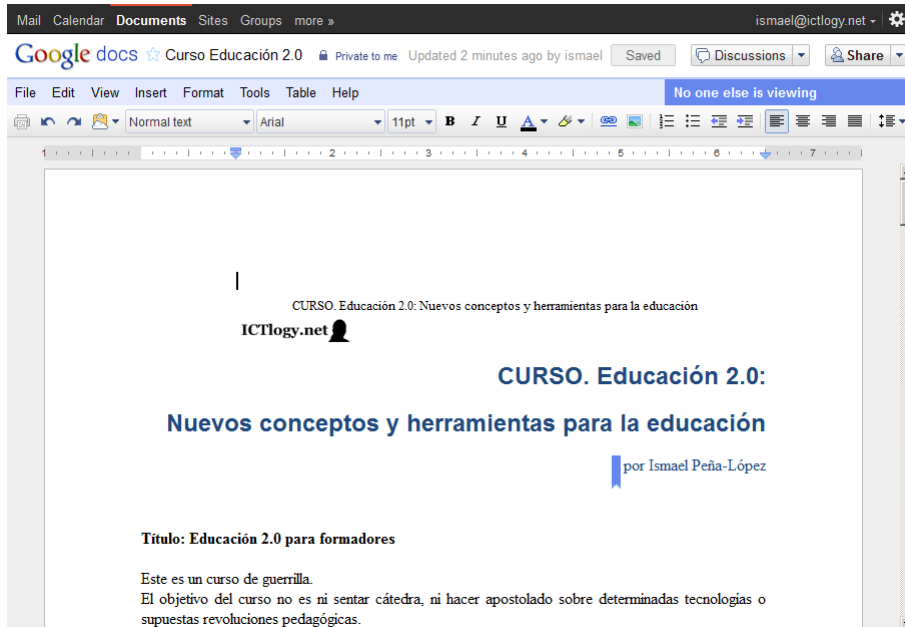 Mail Calendar Documents Sites Groups more » ismael@ictlogy.net
Google docs Curso Educación 2.0 Private to me Updated 2 minutes ago by ismael Saved Discussions Share
File Edit View Insert Format Tools Table Help No one else is viewing
Normal text Arial 11pt B I U A
1 2 3 4 5 6 7
CURSO. Educación 2.0: Nuevos conceptos y herramientas para la educación
ICTlogy.net
CURSO. Educación 2.0:
Nuevos conceptos y herramientas para la educación
por Ismael Peña-López
Título: Educación 2.0 para formadores
Este es un curso de guerrilla.
El objetivo del curso no es ni sentar cátedra, ni hacer apostolado sobre determinadas tecnologías o
supuestas revoluciones pedagógicas.